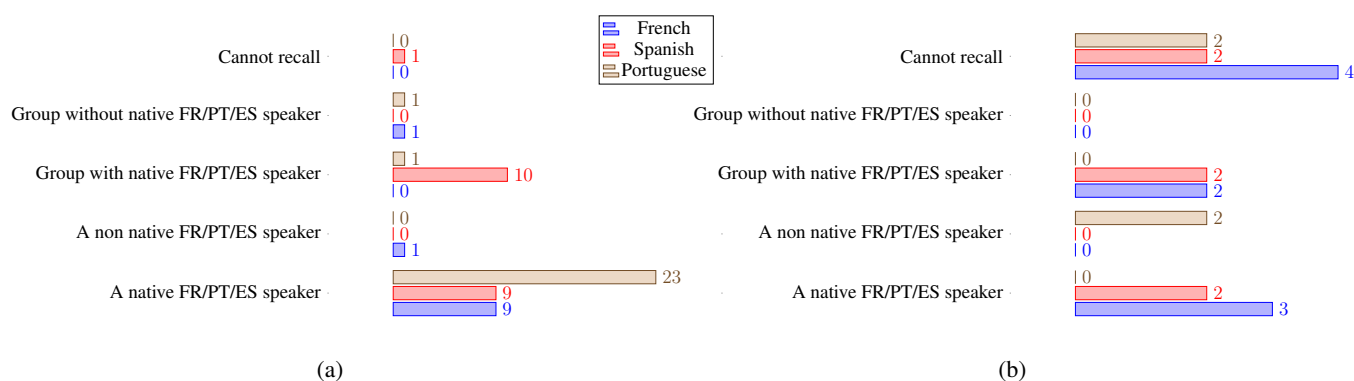 French
Spanish
Portuguese
Cannot recall
0
1
0
Group without native FR/PT/ES speaker
1
0
1
Group with native FR/PT/ES speaker
1
10
0
A non native FR/PT/ES speaker
0
0
1
A native FR/PT/ES speaker
23
9
9
(a)
Cannot recall
2
2
4
Group without native FR/PT/ES speaker
0
0
0
Group with native FR/PT/ES speaker
0
2
2
A non native FR/PT/ES speaker
2
0
0
A native FR/PT/ES speaker
0
2
3
(b)